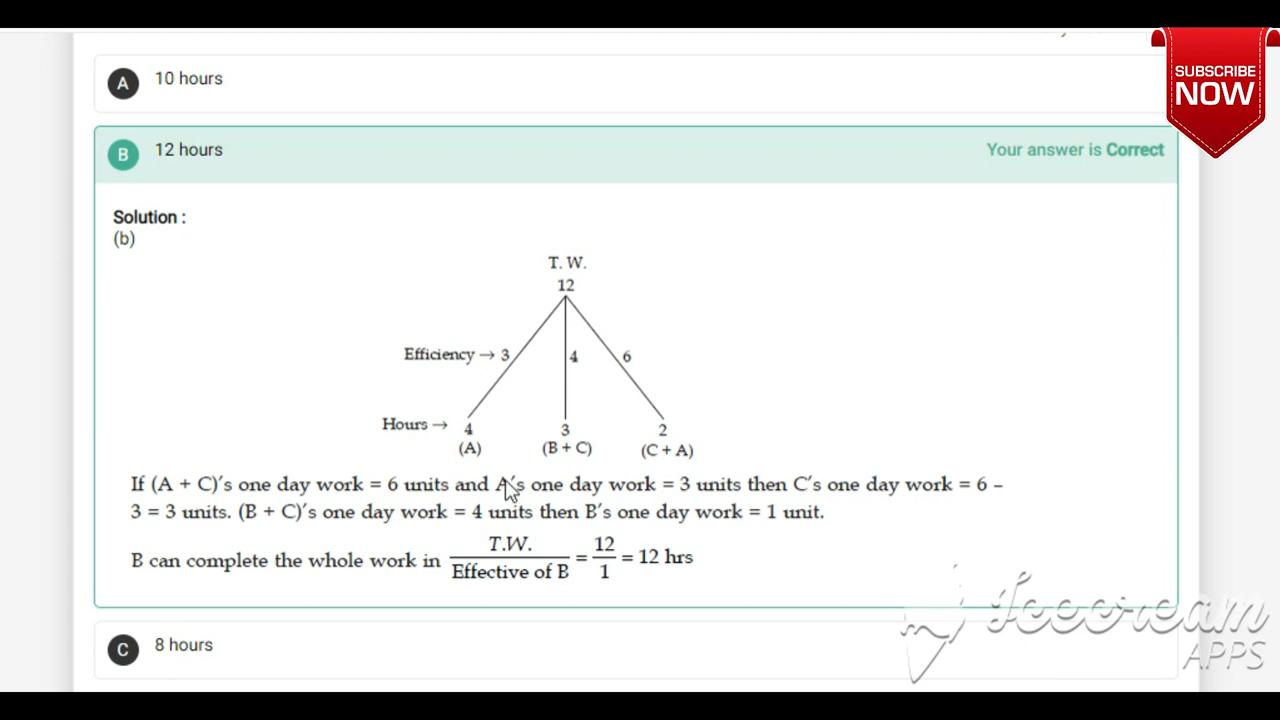 SUBSCRIBE
NOW
A 10 hours
B 12 hours Your answer is Correct
Solution :
(b)
T. W.
12
Efficiency → 3 4 6
Hours → 4 3 2
(A) (B + C) (C + A)
If (A + C)'s one day work = 6 units and A's one day work = 3 units then C's one day work = 6 –
3 = 3 units. (B + C)'s one day work = 4 units then B's one day work = 1 unit.
B can complete the whole work in T.W. / Effective of B = 12 / 1 = 12 hrs
C 8 hours
Icecream
APPS